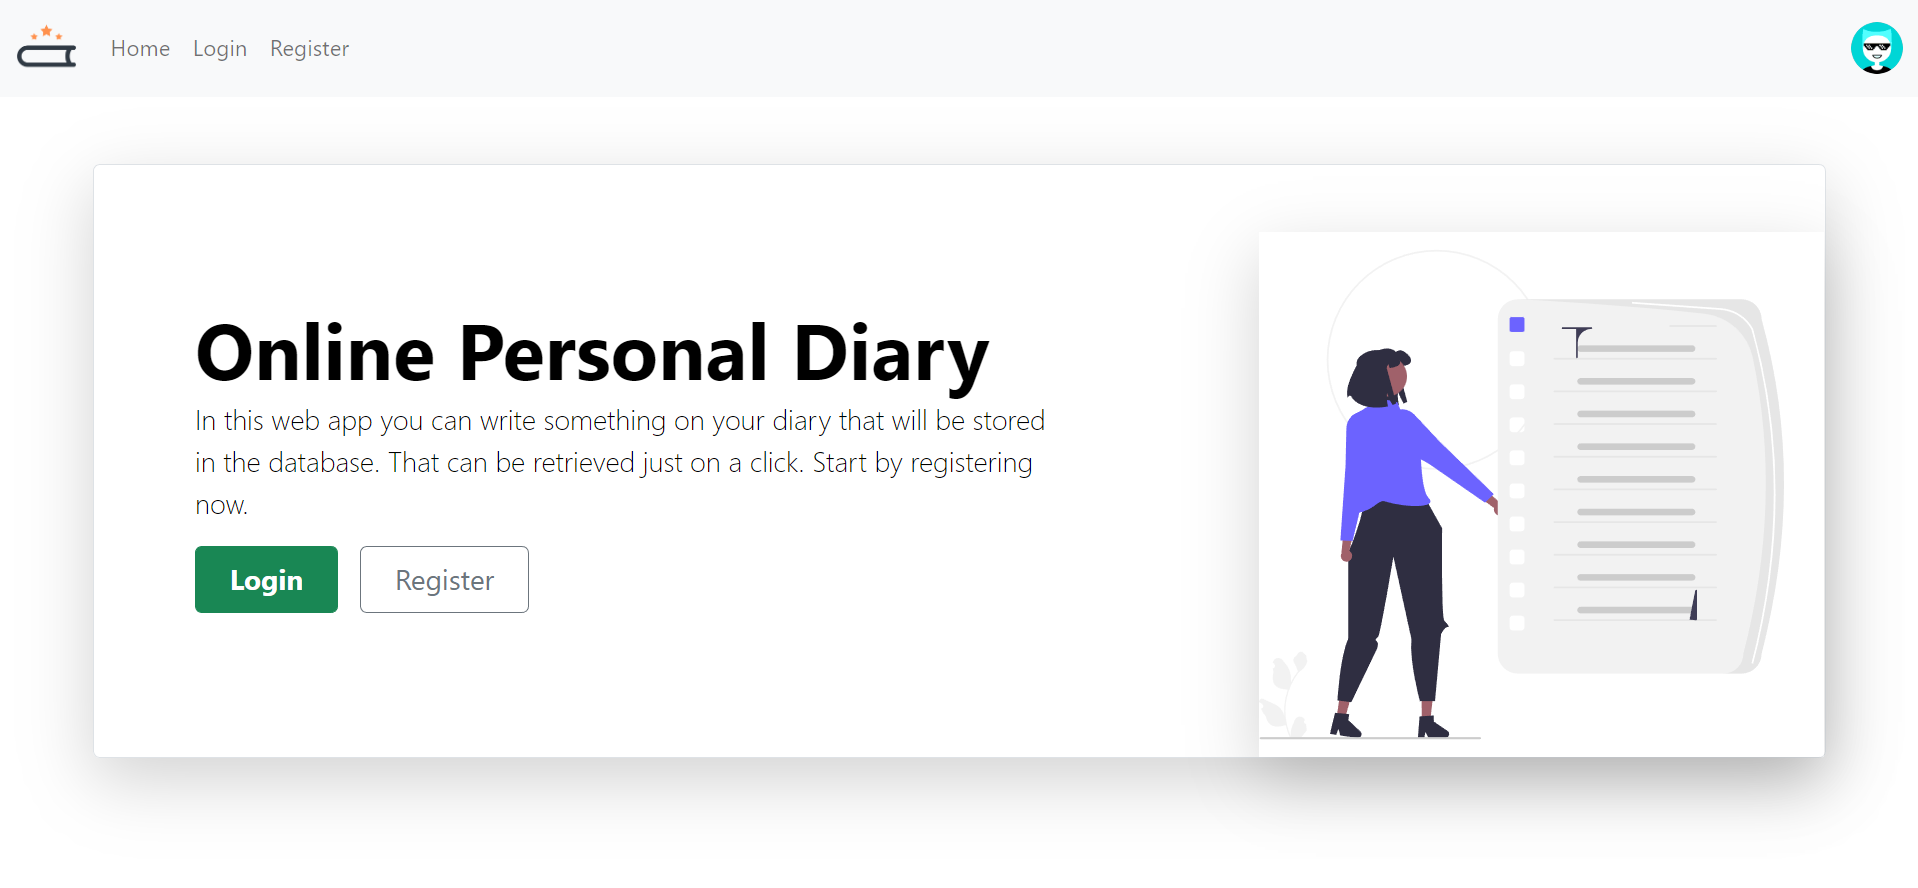 Home Login Register
Online Personal Diary
In this web app you can write something on your diary that will be stored
in the database. That can be retrieved just on a click. Start by registering
now.
Login Register